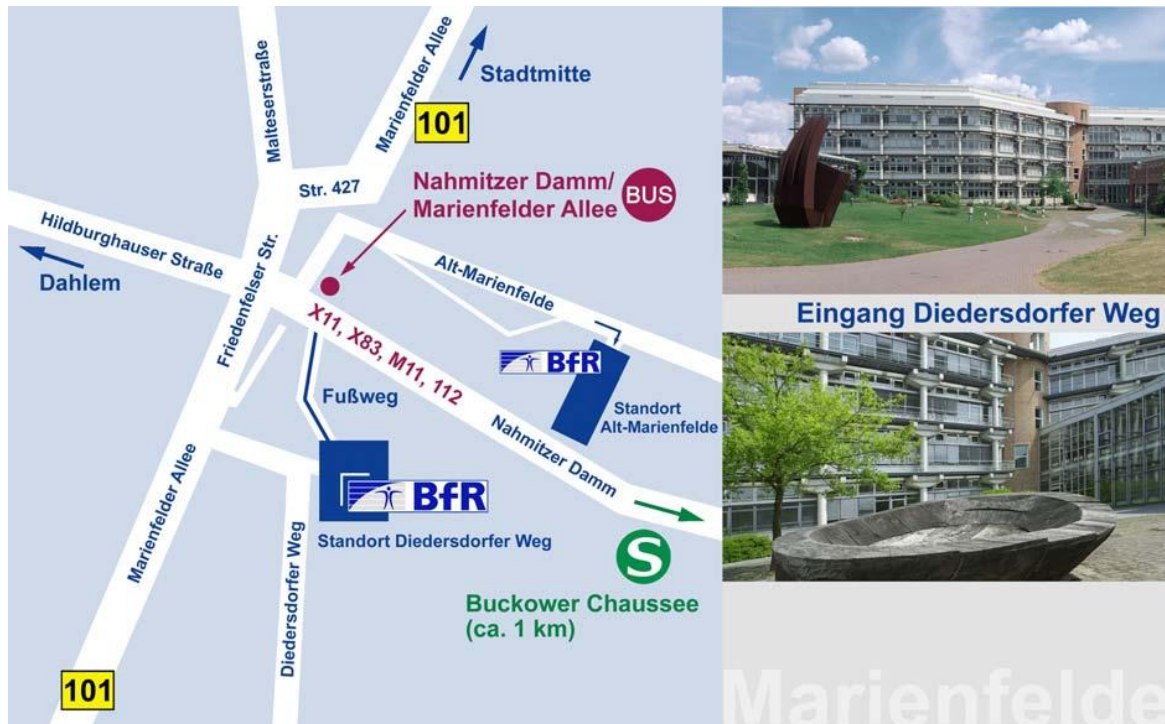 Malteserstraße
Marienfelder Allee
Stadtmitte
101
Str. 427
Nahmitzer Damm/
Marienfelder Allee
BUS
Hildburghauser Straße
Dahlem
Friedenfelser Str.
Alt-Marienfelde
X11, X83, M11, 112
BfR
Fußweg
Standort
Alt-Marienfelde
Nahmitzer Damm
BfR
Marienfelder Allee
Standort Diedersdorfer Weg
Diedersdorfer Weg
S
Buckower Chaussee
(ca. 1 km)
101
Eingang Diedersdorfer Weg
Marienfelde